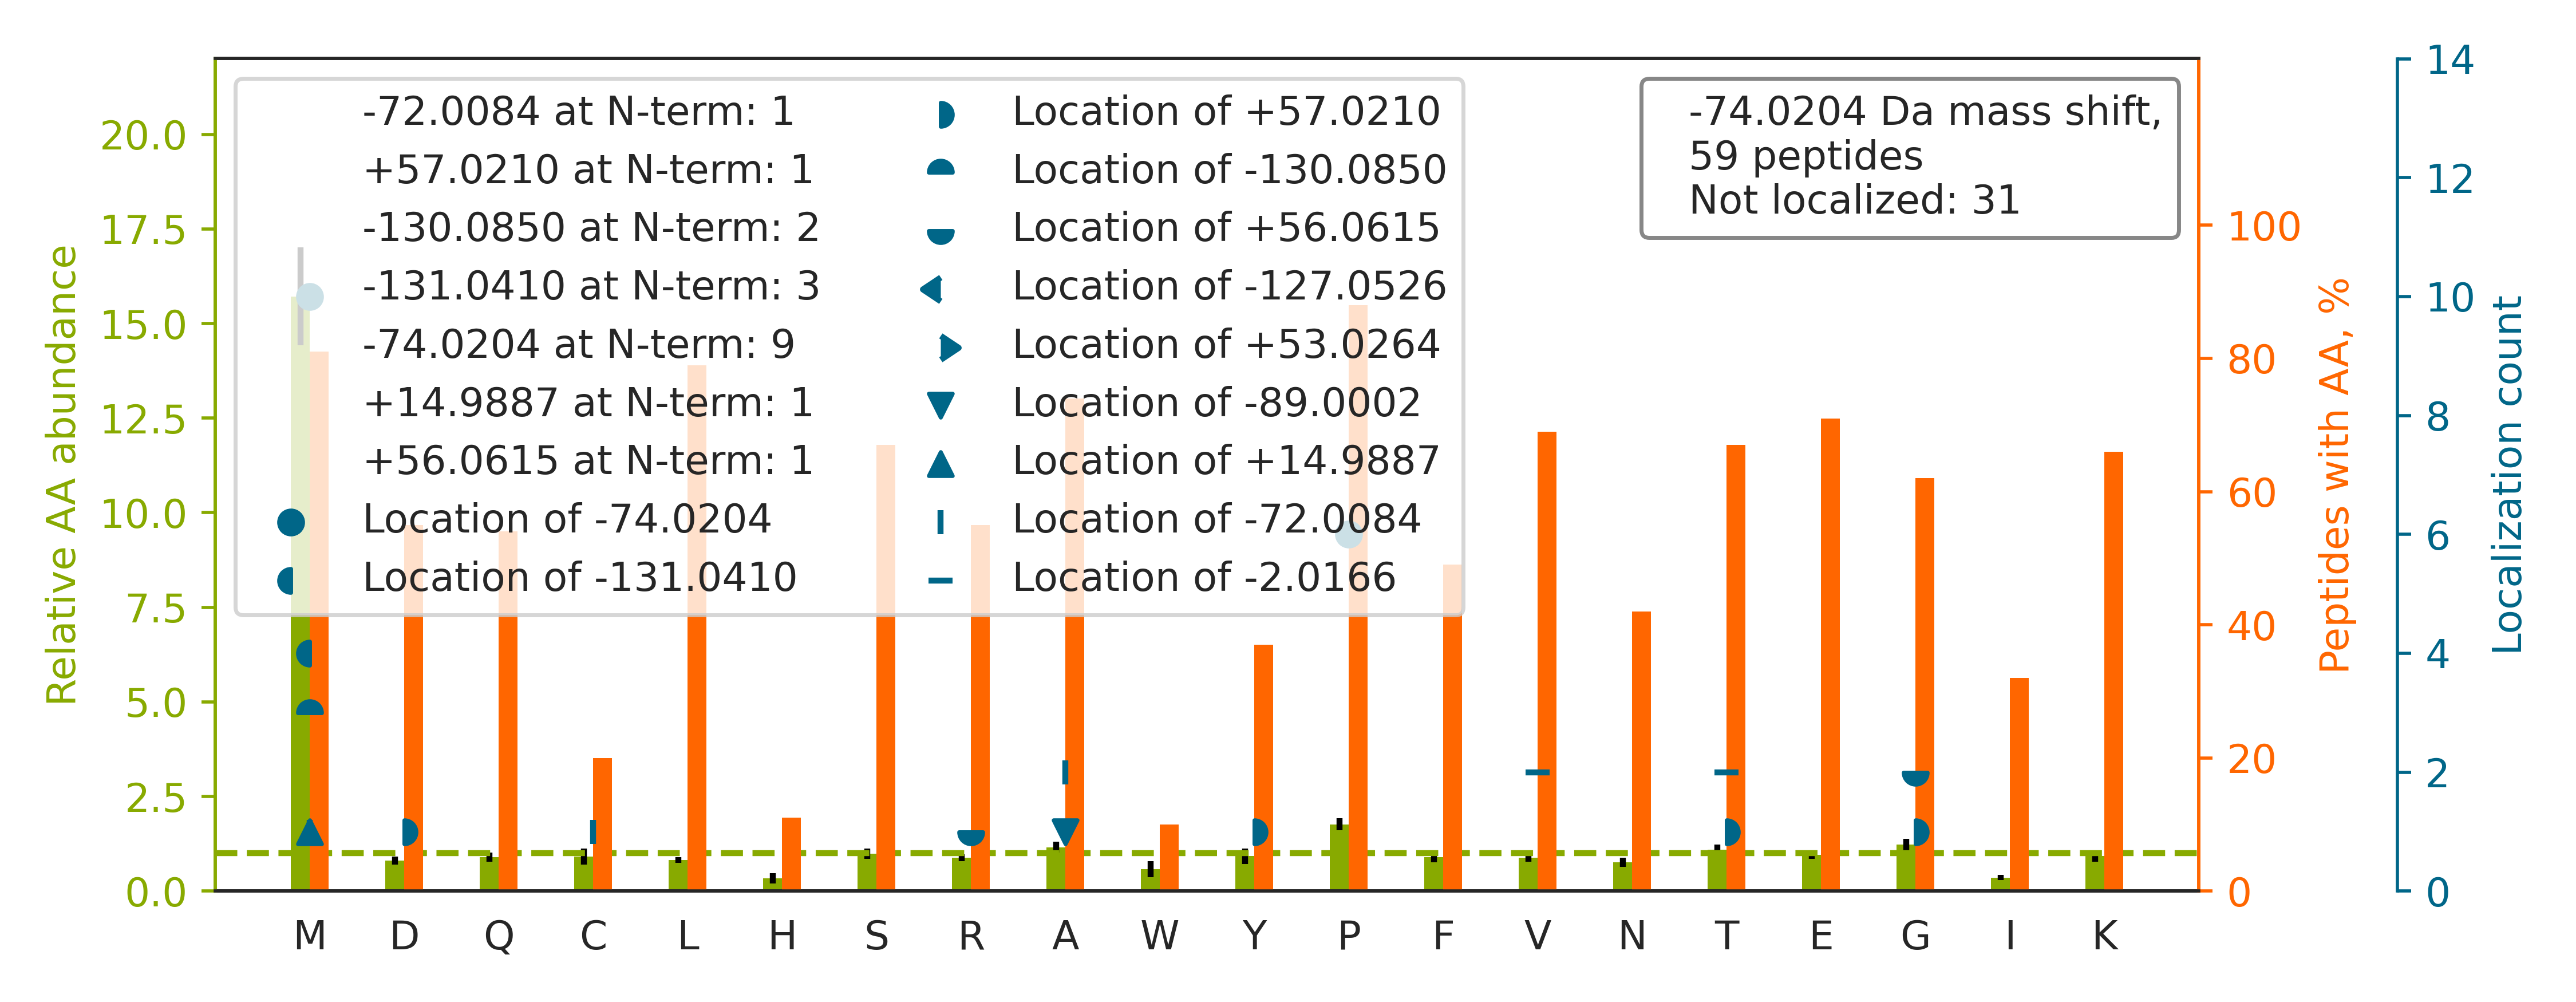 Relative AA abundance
20.0
17.5
15.0
12.5
10.0
7.5
5.0
2.5
0.0
-72.0084 at N-term: 1
+57.0210 at N-term: 1
-130.0850 at N-term: 2
-131.0410 at N-term: 3
-74.0204 at N-term: 9
+14.9887 at N-term: 1
+56.0615 at N-term: 1
Location of -74.0204
Location of -131.0410
Location of +57.0210
Location of -130.0850
Location of +56.0615
Location of -127.0526
Location of +53.0264
Location of -89.0002
Location of +14.9887
Location of -72.0084
Location of -2.0166
-74.0204 Da mass shift,
59 peptides
Not localized: 31
100
80
60
40
20
0
Peptides with AA, %
14
12
10
8
6
4
2
0
Localization count
M D Q C L H S R A W Y P F V N T E G I K